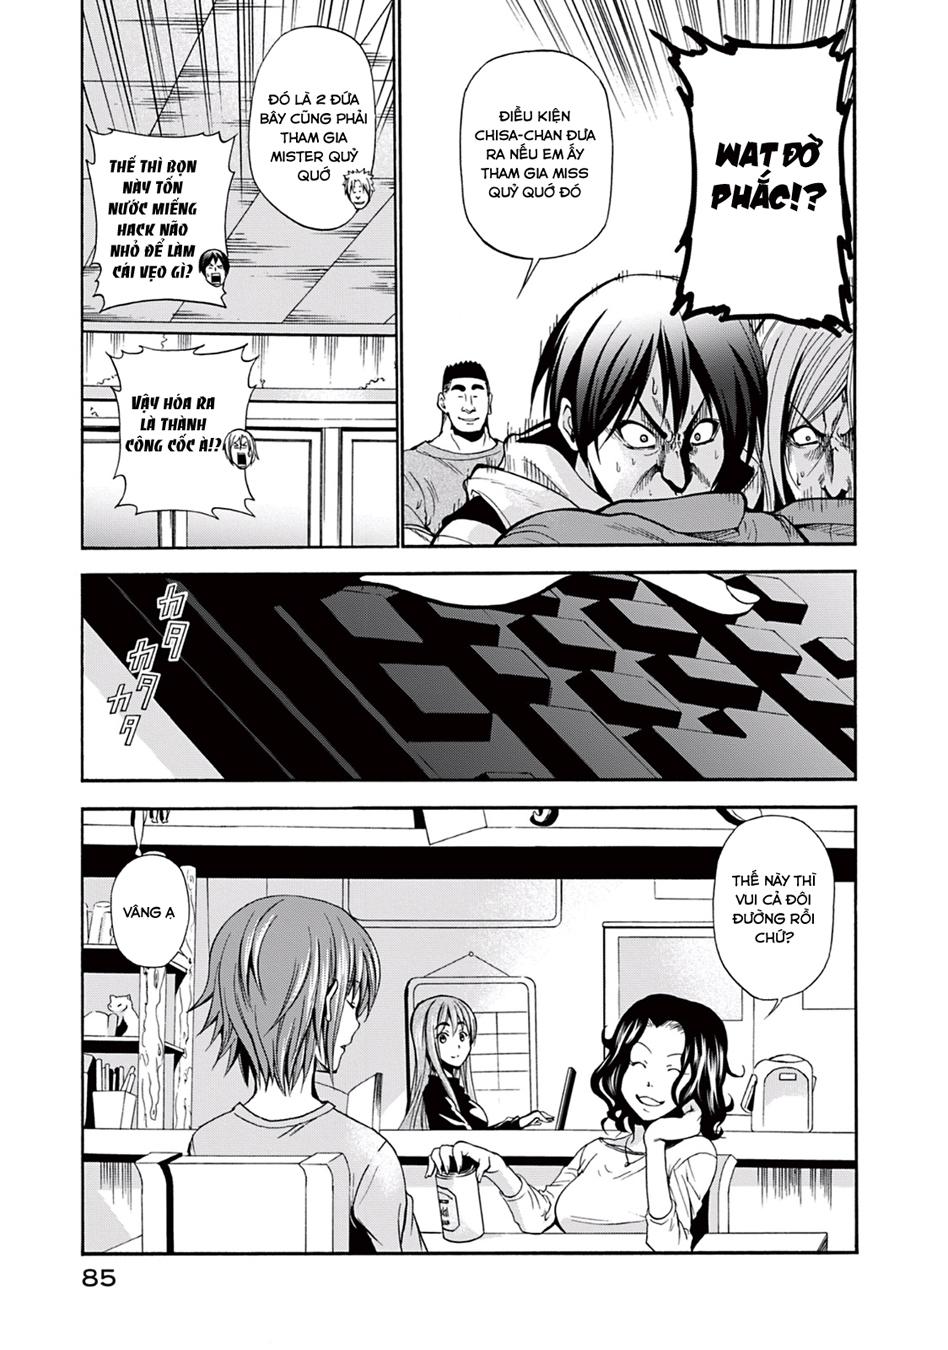 WAT ĐỜ
PHẮC!?
ĐIỀU KIỆN
CHISA-CHAN ĐƯA
RA NẾU EM ẤY
THAM GIA MISS
QUỶ QUỚ ĐÓ
ĐÓ LÀ 2 ĐỨA
BÂY CŨNG PHẢI
THAM GIA
MISTER QUỶ
QUỚ
THẾ THÌ BỌN
NÀY TỐN
NƯỚC MIẾNG
HACK NÃO
NHỎ ĐỂ LÀM
CÁI VẸO GÌ?
VẬY HÓA RA
LÀ THÀNH
CÔNG CỐC À!?
カタ
カタ
カタ
THẾ NÀY THÌ
VUI CẢ ĐÔI
ĐƯỜNG RỒI
CHỨ?
VÂNG Ạ
85